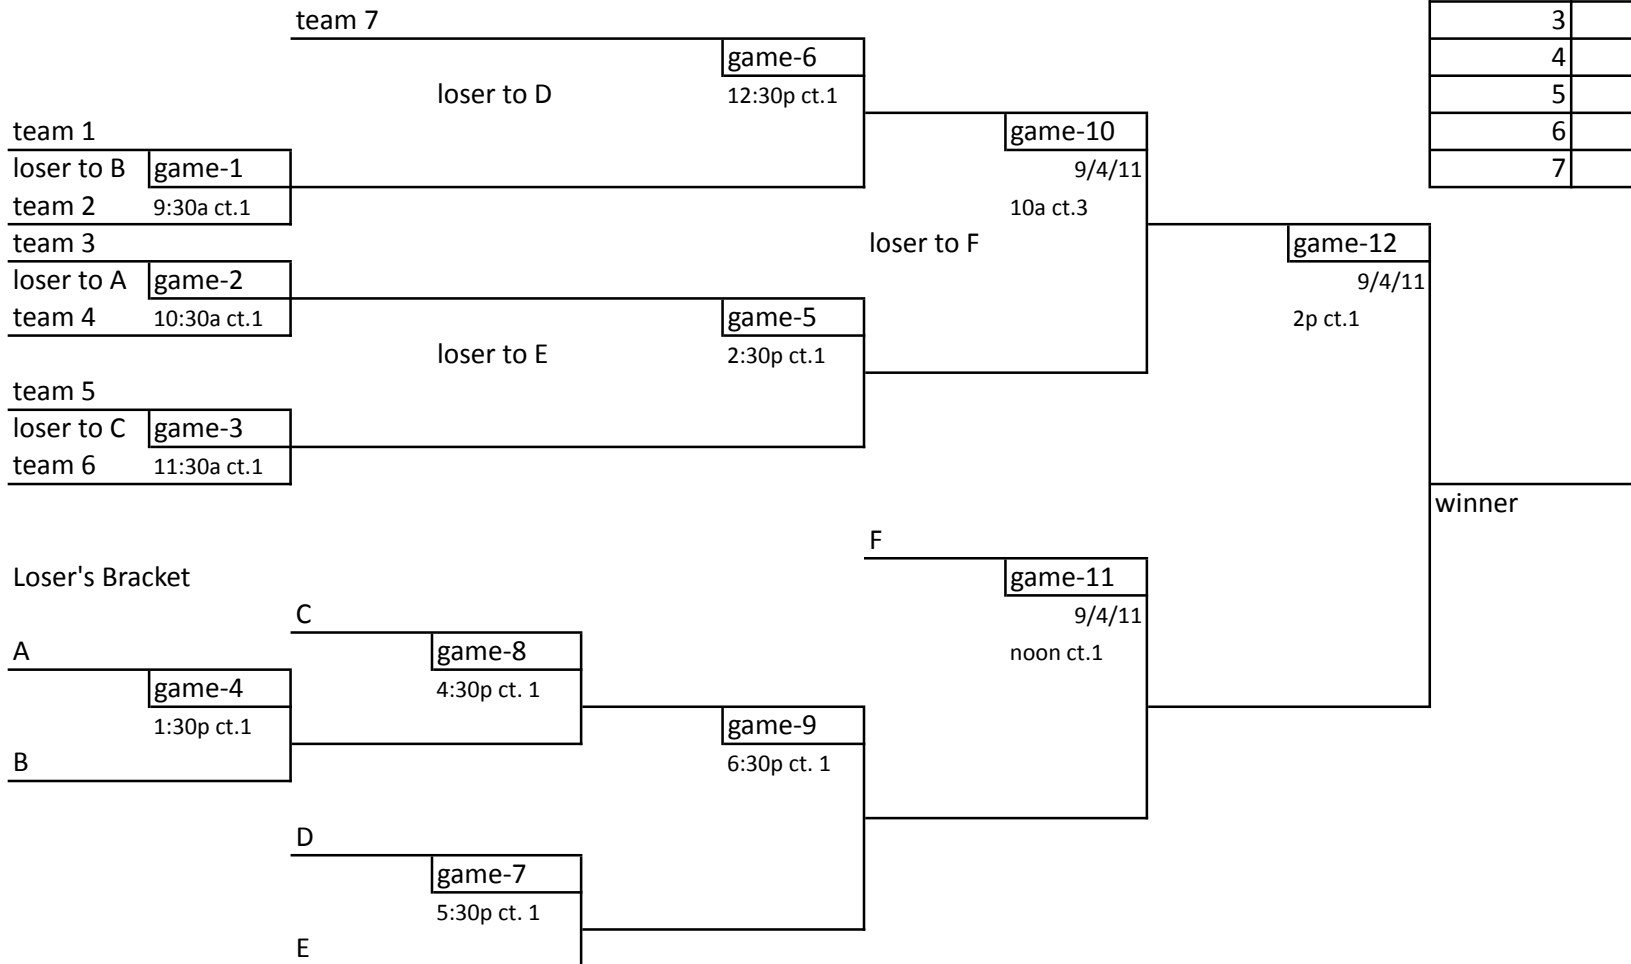 team 7
3
game-6
4
loser to D
12:30p ct.1
5
team 1
game-10
6
loser to B
game-1
9/4/11
7
team 2
9:30a ct.1
10a ct.3
team 3
loser to F
game-12
loser to A
game-2
9/4/11
team 4
10:30a ct.1
game-5
2p ct.1
loser to E
2:30p ct.1
team 5
loser to C
game-3
team 6
11:30a ct.1
winner
F
Loser's Bracket
game-11
C
9/4/11
A
game-8
noon ct.1
game-4
4:30p ct. 1
1:30p ct.1
game-9
B
6:30p ct. 1
D
game-7
5:30p ct. 1
E